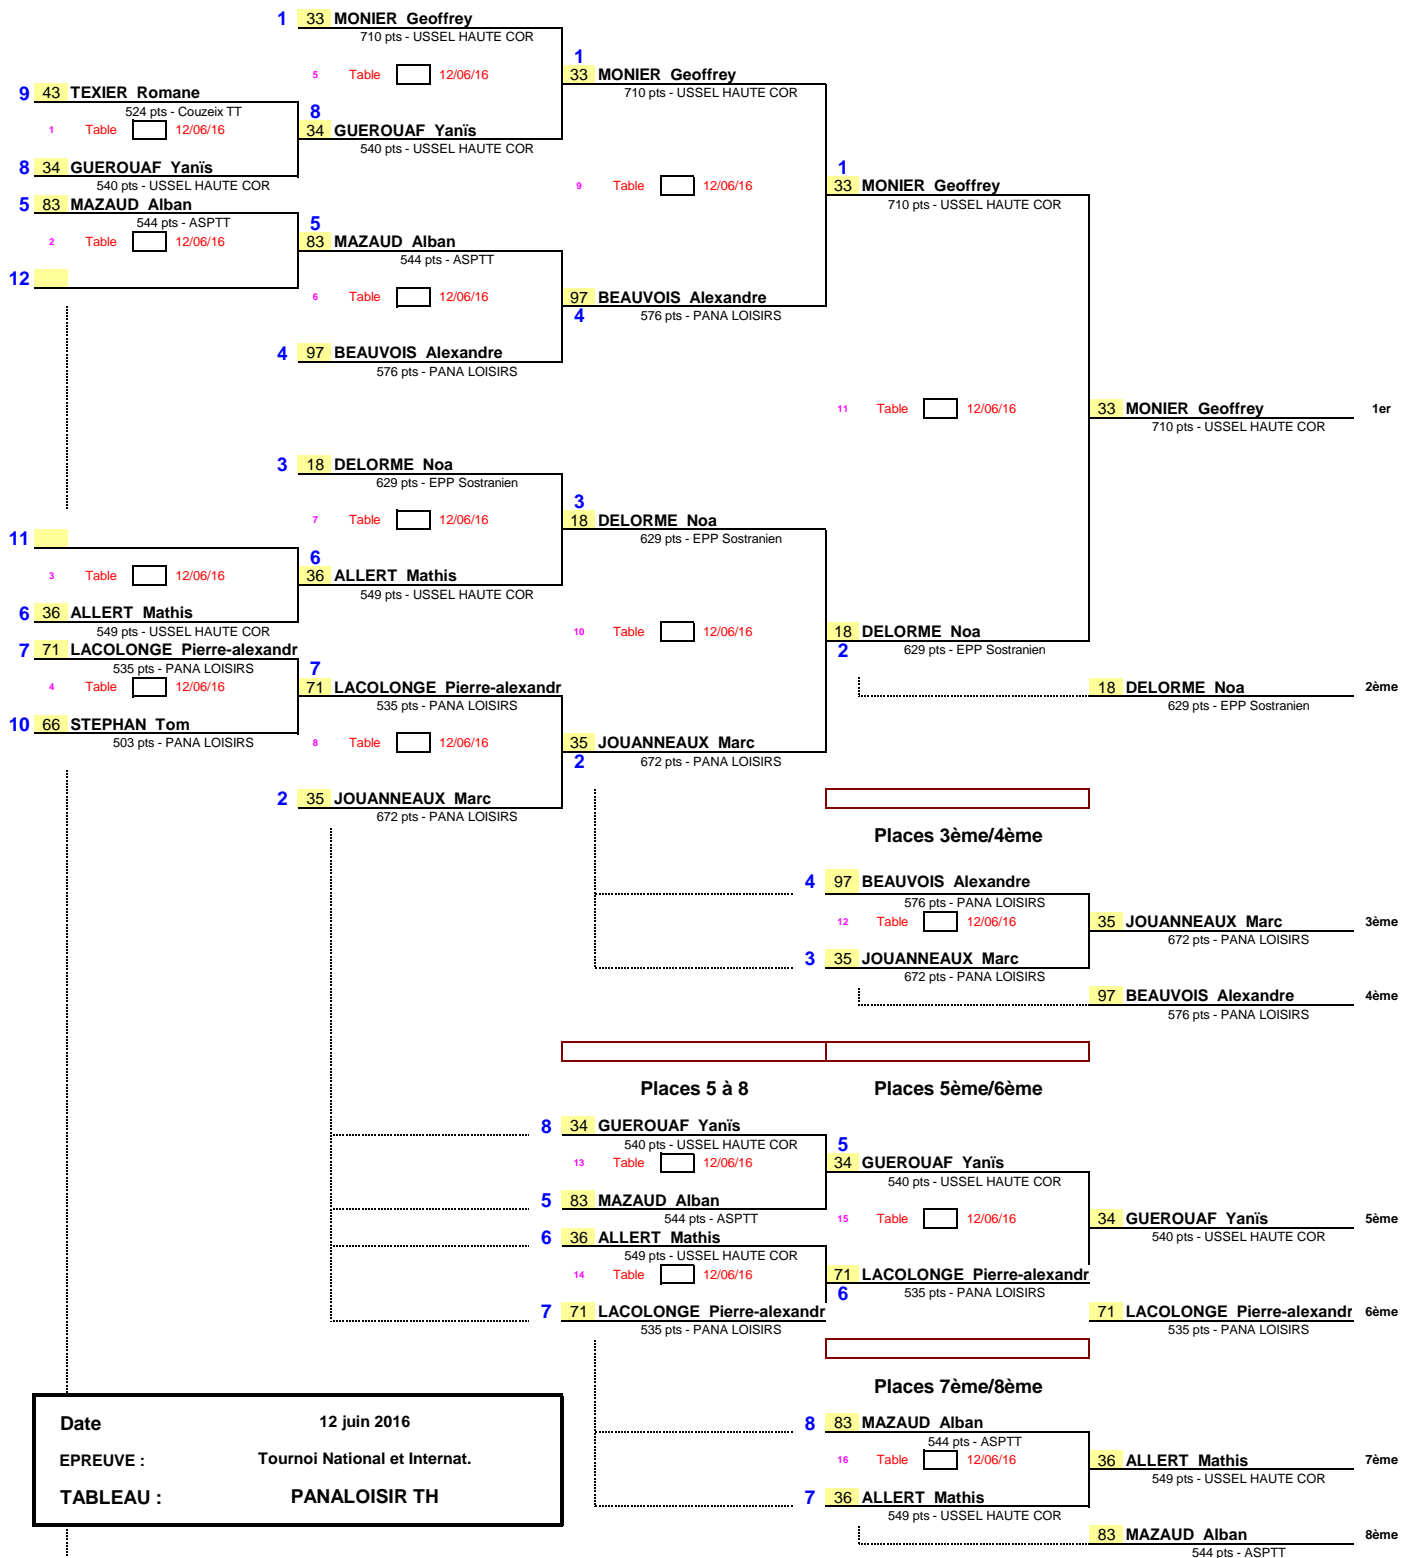 1 33 MONIER Geoffrey
710 pts - USSEL HAUTE COR
5 Table 12/06/16
9 43 TEXIER Romane
524 pts - Couzeix TT
1 Table 12/06/16
8
34 GUEROUAF Yanïs
540 pts - USSEL HAUTE COR
8 34 GUEROUAF Yanïs
540 pts - USSEL HAUTE COR
1
33 MONIER Geoffrey
710 pts - USSEL HAUTE COR
9 Table 12/06/16
5 83 MAZAUD Alban
544 pts - ASPTT
2 Table 12/06/16
5
83 MAZAUD Alban
544 pts - ASPTT
12
6 Table 12/06/16
97 BEAUVOIS Alexandre
4 576 pts - PANA LOISIRS
4 97 BEAUVOIS Alexandre
576 pts - PANA LOISIRS
1
33 MONIER Geoffrey
710 pts - USSEL HAUTE COR
11 Table 12/06/16
33 MONIER Geoffrey 1er
710 pts - USSEL HAUTE COR
3 18 DELORME Noa
629 pts - EPP Sostranien
7 Table 12/06/16
3
18 DELORME Noa
629 pts - EPP Sostranien
11
3 Table 12/06/16
6
36 ALLERT Mathis
549 pts - USSEL HAUTE COR
6 36 ALLERT Mathis
549 pts - USSEL HAUTE COR
10 Table 12/06/16
18 DELORME Noa
2 629 pts - EPP Sostranien
7 71 LACOLONGE Pierre-alexandr
535 pts - PANA LOISIRS
4 Table 12/06/16
7
71 LACOLONGE Pierre-alexandr
535 pts - PANA LOISIRS
18 DELORME Noa 2ème
629 pts - EPP Sostranien
10 66 STEPHAN Tom
503 pts - PANA LOISIRS
8 Table 12/06/16
35 JOUANNEAUX Marc
2 672 pts - PANA LOISIRS
2 35 JOUANNEAUX Marc
672 pts - PANA LOISIRS
Places 3ème/4ème
4 97 BEAUVOIS Alexandre
576 pts - PANA LOISIRS
12 Table 12/06/16
35 JOUANNEAUX Marc 3ème
672 pts - PANA LOISIRS
3 35 JOUANNEAUX Marc
672 pts - PANA LOISIRS
97 BEAUVOIS Alexandre 4ème
576 pts - PANA LOISIRS
Places 5 à 8 Places 5ème/6ème
8 34 GUEROUAF Yanïs
540 pts - USSEL HAUTE COR
13 Table 12/06/16
5
34 GUEROUAF Yanïs
540 pts - USSEL HAUTE COR
5 83 MAZAUD Alban
544 pts - ASPTT
15 Table 12/06/16
34 GUEROUAF Yanïs 5ème
540 pts - USSEL HAUTE COR
6 36 ALLERT Mathis
549 pts - USSEL HAUTE COR
14 Table 12/06/16
71 LACOLONGE Pierre-alexandr
6 535 pts - PANA LOISIRS
7 71 LACOLONGE Pierre-alexandr
535 pts - PANA LOISIRS
71 LACOLONGE Pierre-alexandr 6ème
535 pts - PANA LOISIRS
Places 7ème/8ème
8 83 MAZAUD Alban
544 pts - ASPTT
16 Table 12/06/16
36 ALLERT Mathis 7ème
549 pts - USSEL HAUTE COR
7 36 ALLERT Mathis
549 pts - USSEL HAUTE COR
83 MAZAUD Alban 8ème
544 pts - ASPTT
Date 12 juin 2016
EPREUVE : Tournoi National et Internat.
TABLEAU : PANALOISIR TH